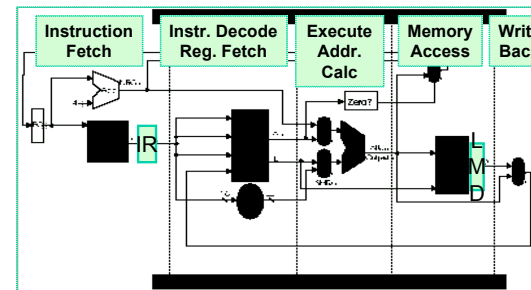 Instruction
Fetch
Instr. Decode
Reg. Fetch
Execute
Addr.
Calc
Memory
Access
Writ
Bac
Zero?
IR
L
M
D